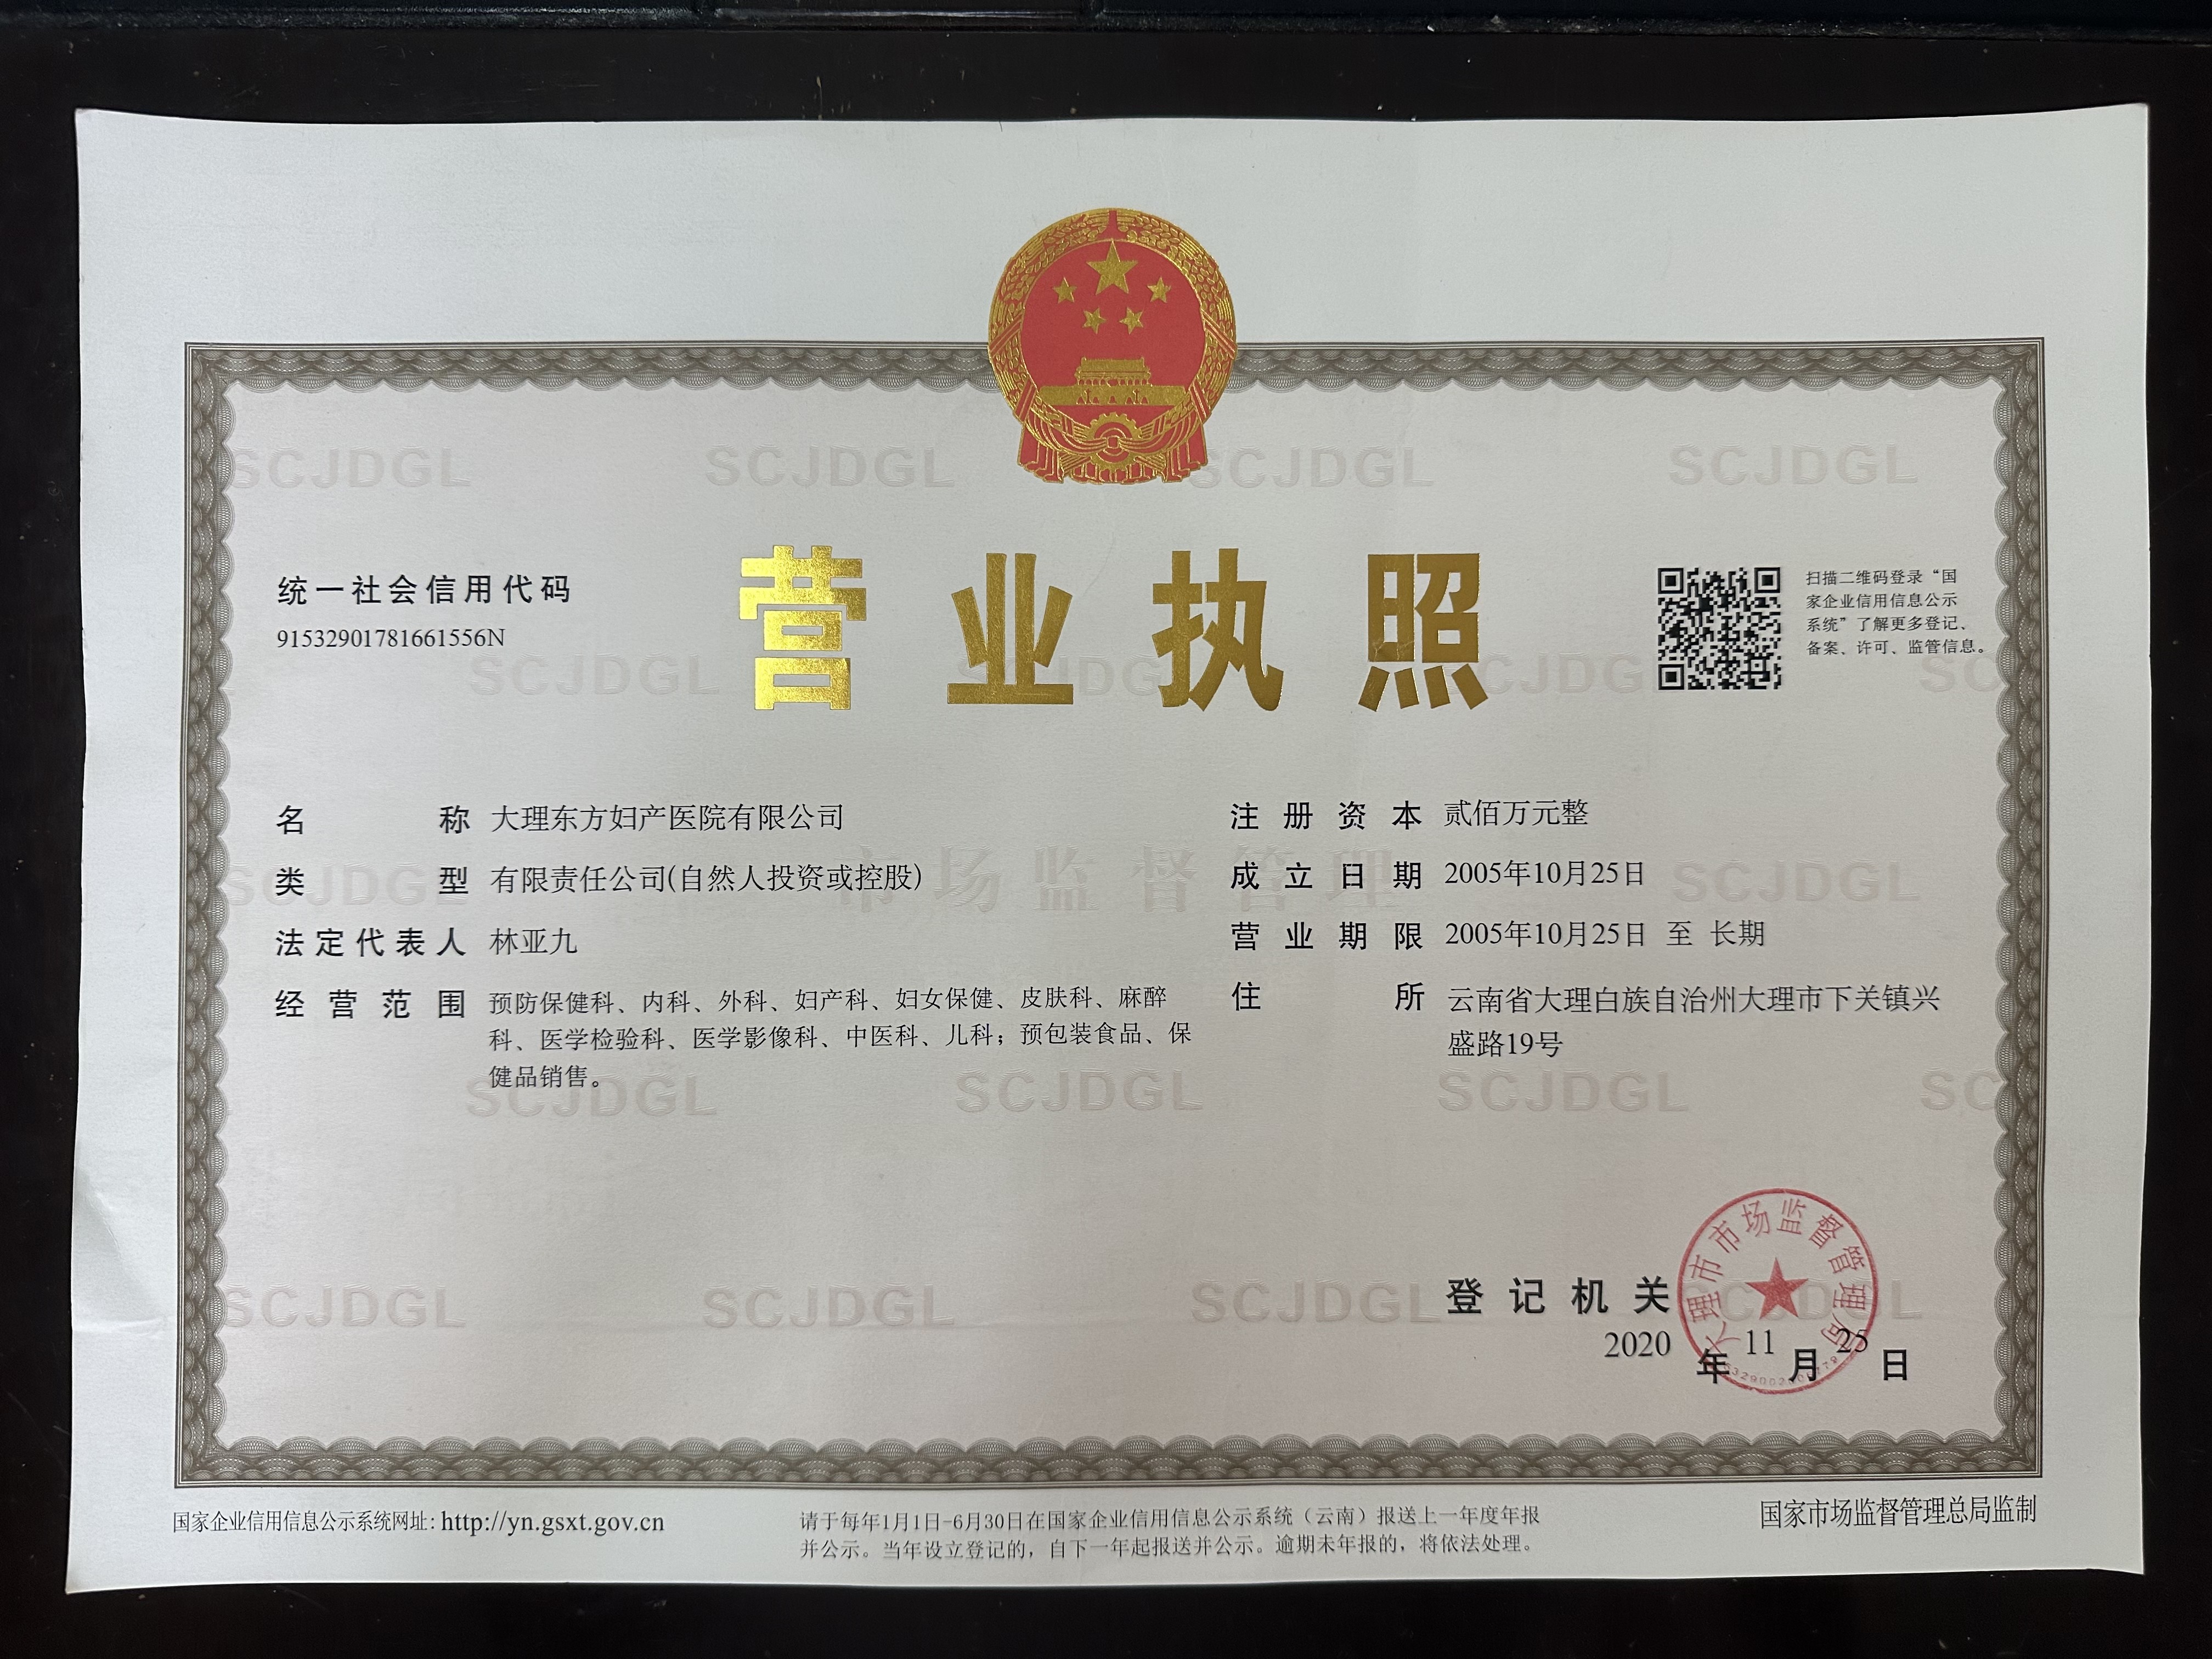 营业执照
统一社会信用代码
91532901781661556N
扫描二维码登录“国
家企业信用信息公示
系统”了解更多登记、
备案、许可、监管信息。
名称 大理东方妇产医院有限公司
类型 有限责任公司(自然人投资或控股)
法定代表人 林亚九
经营范围 预防保健科、内科、外科、妇产科、妇女保健、皮肤科、麻醉
科、医学检验科、医学影像科、中医科、儿科；预包装食品、保
健品销售。
注册资本 贰佰万元整
成立日期 2005年10月25日
营业期限 2005年10月25日 至 长期
住所 云南省大理白族自治州大理市下关镇兴
盛路19号
市场监督管理
SCJDGL
登记机关
大理市市场监督管理局
2020年11月25日
国家企业信用信息公示系统网址：http://yn.gsxt.gov.cn
请于每年1月1日-6月30日在国家企业信用信息公示系统（云南）报送上一年度年报
并公示。当年设立登记的，自下一年起报送并公示。逾期未年报的，将依法处理。
国家市场监督管理总局监制